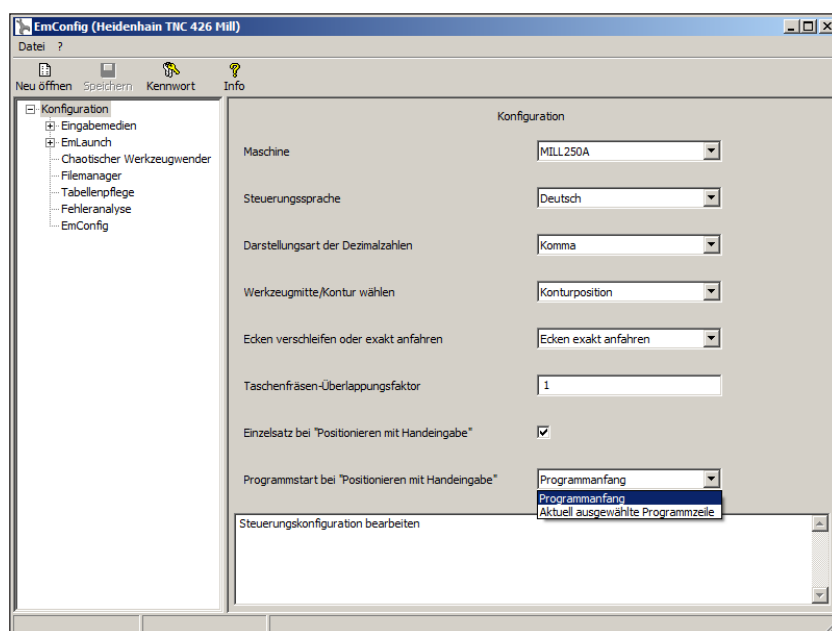 EmConfig (Heidenhain TNC 426 Mill)
Datei ?
Neu öffnen Speichern Kennwort Info
Konfiguration
Eingabemedien
EmLaunch
Chaotischer Werkzeugwender
Filemanager
Tabellenpflege
Fehleranalyse
EmConfig
Konfiguration
Maschine MILL250A
Steuerungssprache Deutsch
Darstellungsart der Dezimalzahlen Komma
Werkzeugmitte/Kontur wählen Konturposition
Ecken verschleifen oder exakt anfahren Ecken exakt anfahren
Taschenfräsen-Überlappungsfaktor 1
Einzelsatz bei "Positionieren mit Handeingabe"
Programmstart bei "Positionieren mit Handeingabe" Programmanfang
Programmanfang
Aktuell ausgewählte Programmzeile
Steuerungskonfiguration bearbeiten